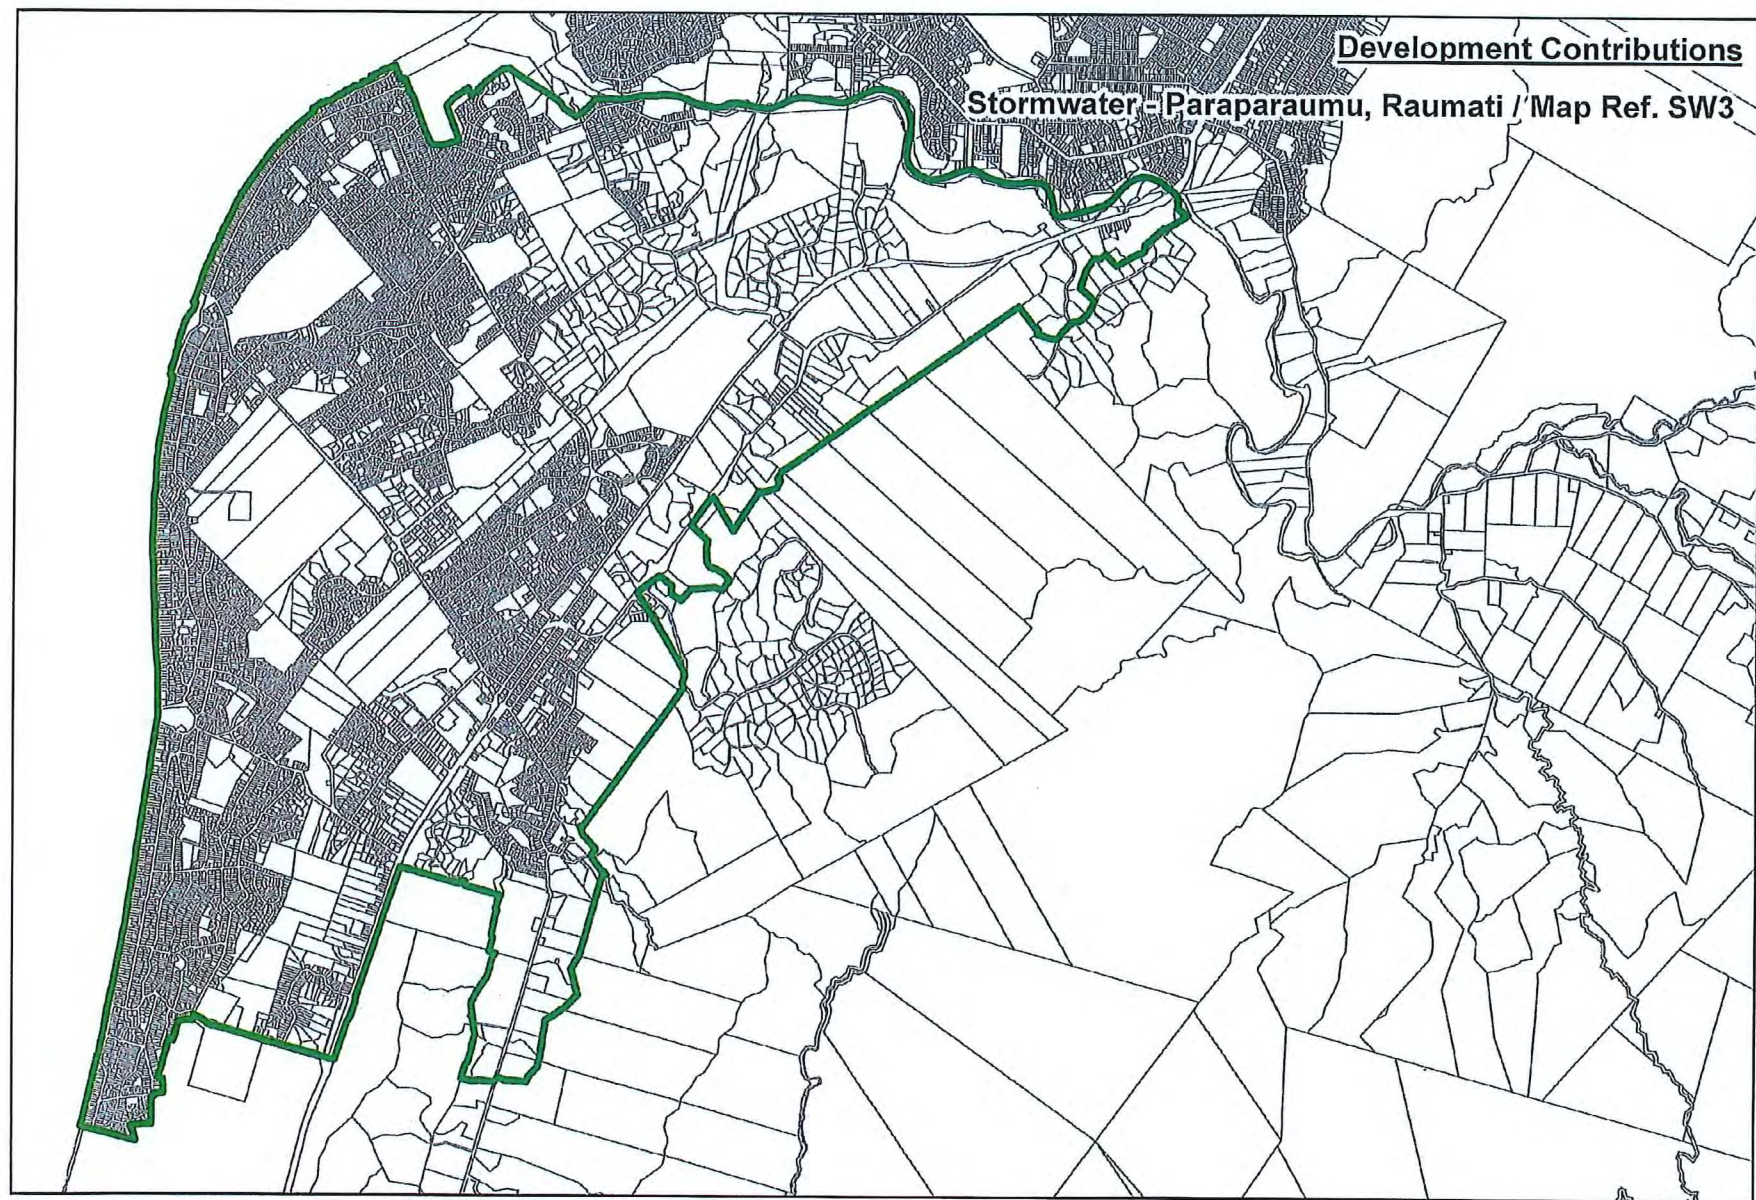 Development Contributions
Stormwater - Paraparaumu, Raumati / Map Ref. SW3